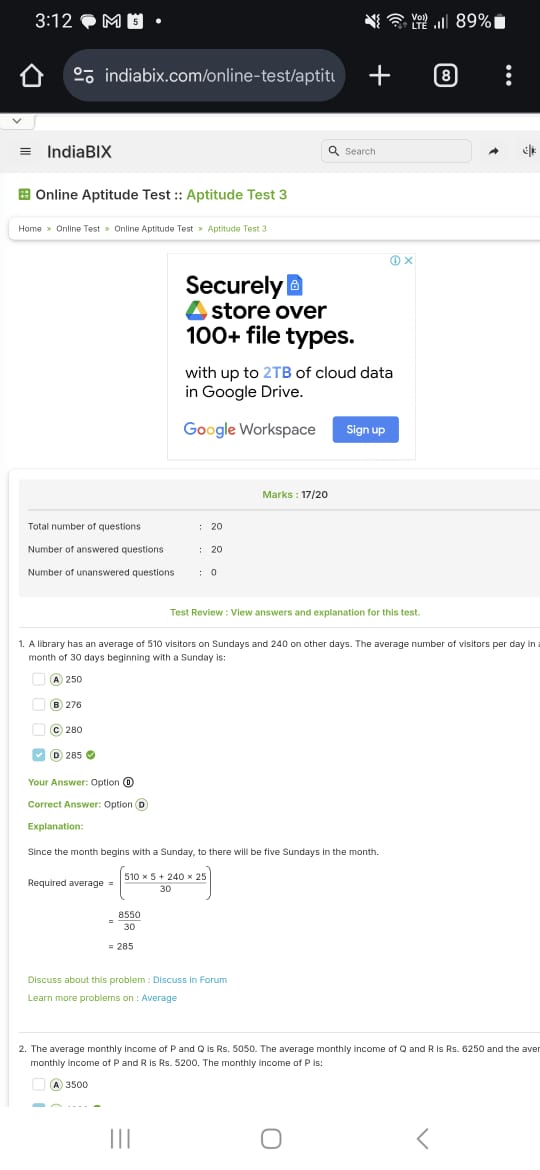 3:12
5
Vo))
LTE
89%
indiabix.com/online-test/aptitu
8
IndiaBIX
Search
Online Aptitude Test :: Aptitude Test 3
Home » Online Test » Online Aptitude Test » Aptitude Test 3
Securely
store over
100+ file types.
with up to 2TB of cloud data
in Google Drive.
Google Workspace
Sign up
Marks : 17/20
Total number of questions : 20
Number of answered questions : 20
Number of unanswered questions : 0
Test Review : View answers and explanation for this test.
1. A library has an average of 510 visitors on Sundays and 240 on other days. The average number of visitors per day in
month of 30 days beginning with a Sunday is:
A 250
B 276
C 280
D 285
Your Answer: Option D
Correct Answer: Option D
Explanation:
Since the month begins with a Sunday, to there will be five Sundays in the month.
Required average = (510 × 5 + 240 × 25
30)
= 8550
30
= 285
Discuss about this problem : Discuss in Forum
Learn more problems on : Average
2. The average monthly income of P and Q is Rs. 5050. The average monthly income of Q and R is Rs. 6250 and the aver
monthly income of P and R is Rs. 5200. The monthly income of P is:
A 3500